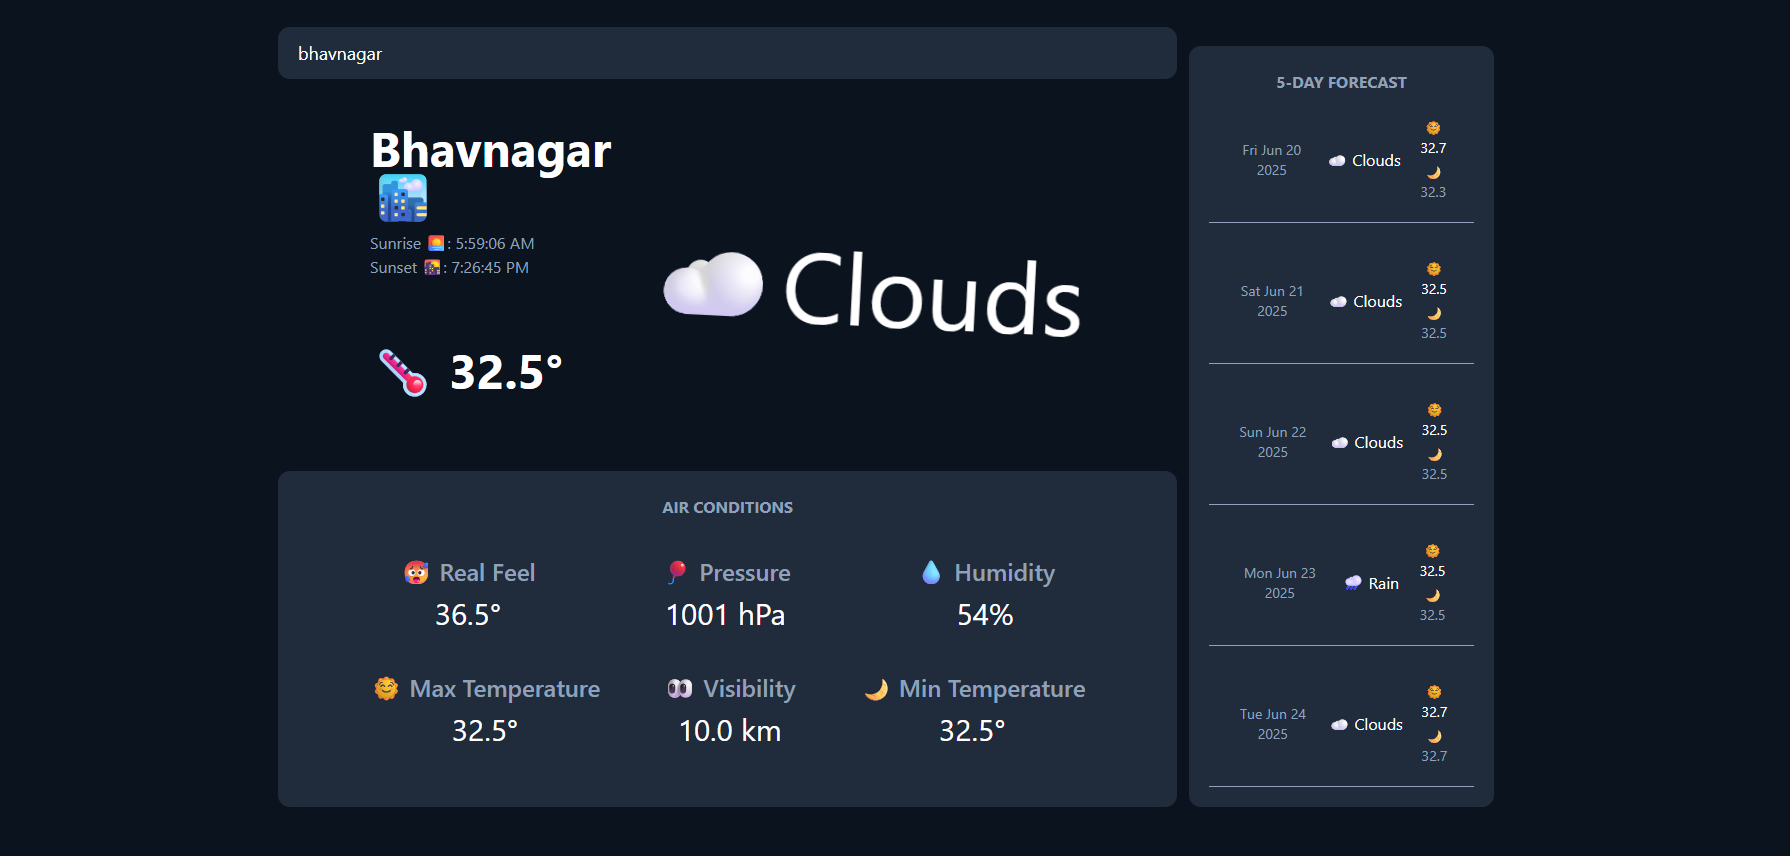 bhavnagar
Bhavnagar
Sunrise : 5:59:06 AM
Sunset : 7:26:45 PM
32.5°
Clouds
AIR CONDITIONS
Real Feel
36.5°
Pressure
1001 hPa
Humidity
54%
Max Temperature
32.5°
Visibility
10.0 km
Min Temperature
32.5°
5-DAY FORECAST
Fri Jun 20
2025
Clouds
32.7
32.3
Sat Jun 21
2025
Clouds
32.5
32.5
Sun Jun 22
2025
Clouds
32.5
32.5
Mon Jun 23
2025
Rain
32.5
32.5
Tue Jun 24
2025
Clouds
32.7
32.7